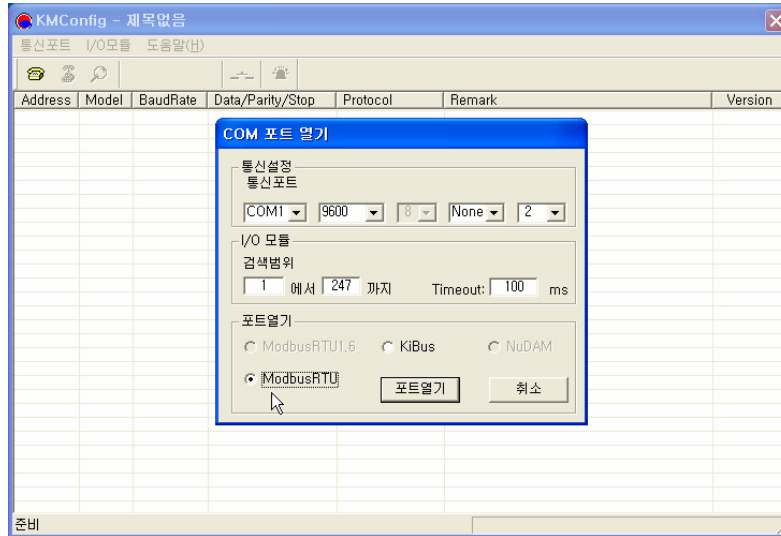 KMConfig - 제목없음
통신포트 I/O모듈 도움말(H)
Address Model BaudRate Data/Parity/Stop Protocol Remark Version
COM 포트 열기
통신설정
통신포트
COM1 9600 8 None 2
I/O 모듈
검색범위
1 에서 247 까지 Timeout: 100 ms
포트열기
ModbusRTU1,6 KiBus NuDAM
ModbusRTU 포트열기 취소
준비